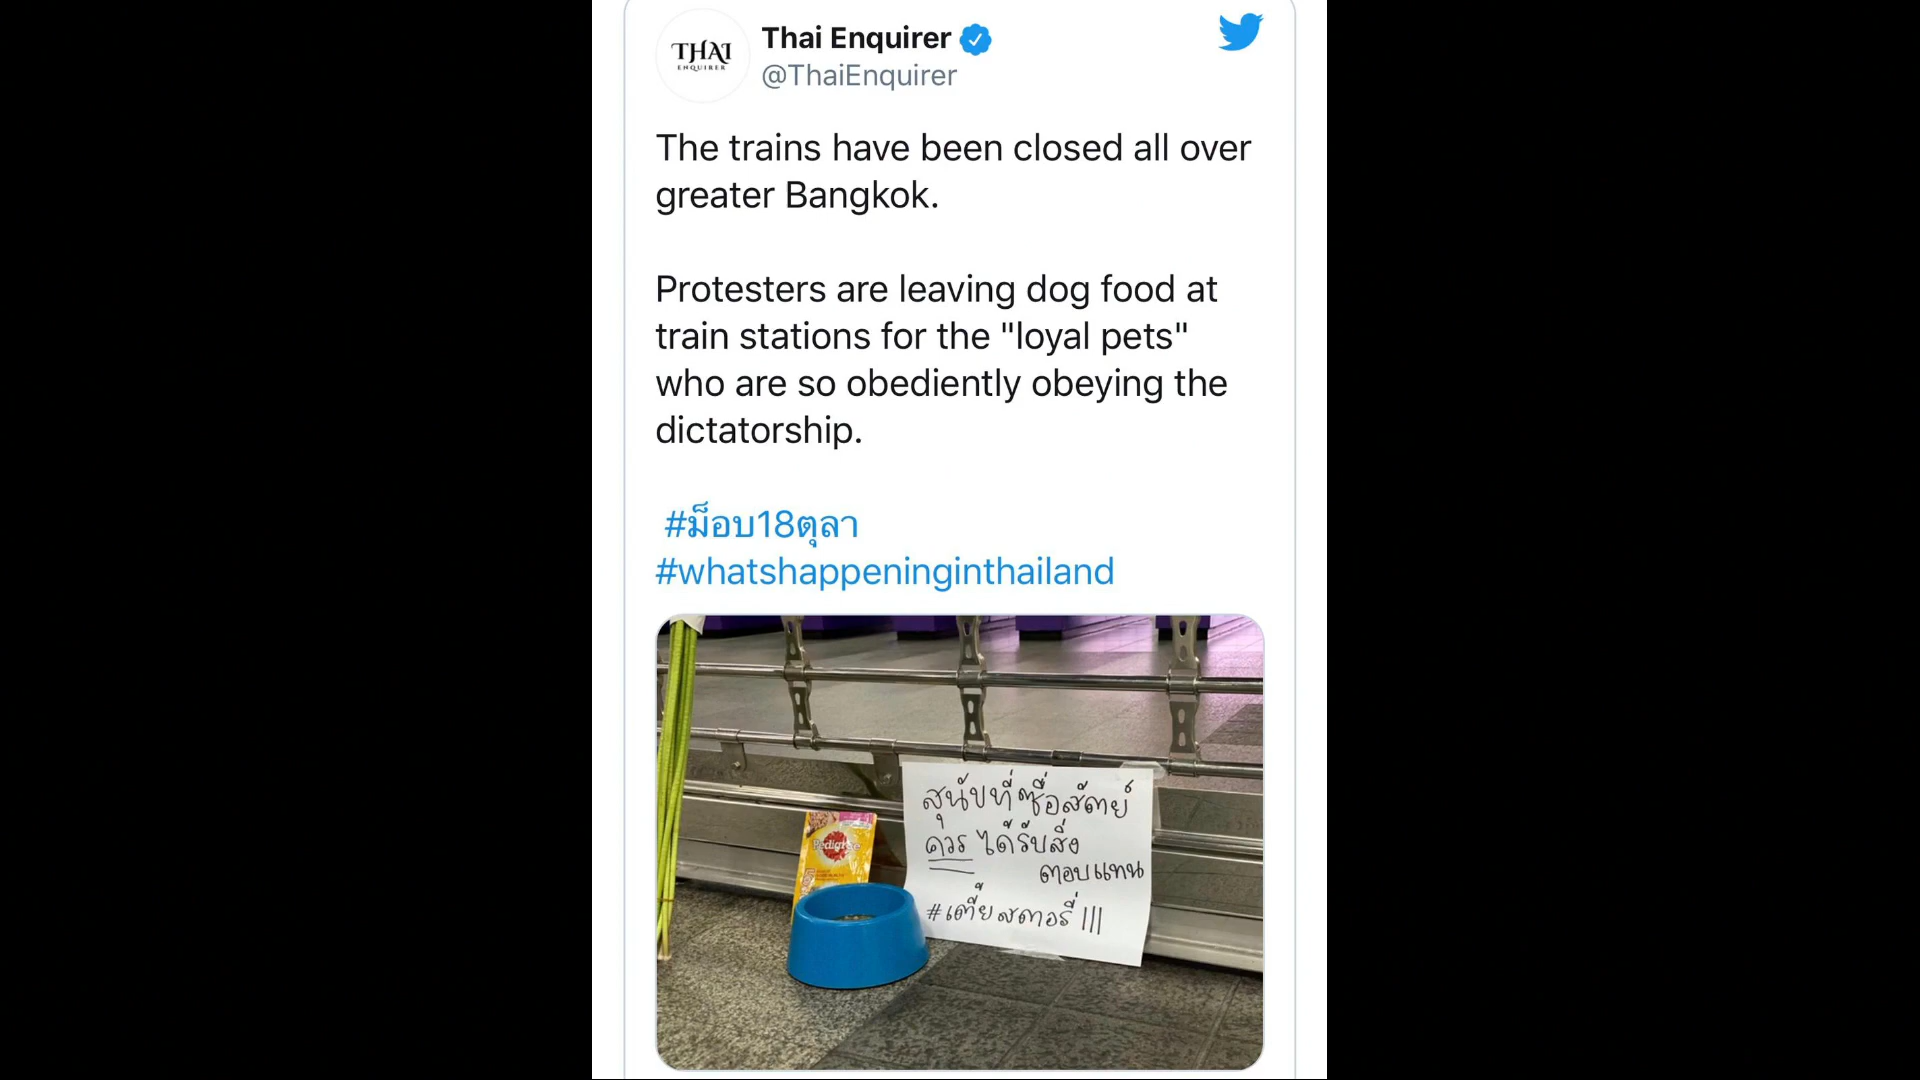 THAI
ENQUIRER
Thai Enquirer
@ThaiEnquirer
The trains have been closed all over
greater Bangkok.
Protesters are leaving dog food at
train stations for the "loyal pets"
who are so obediently obeying the
dictatorship.
#ม็อบ18ตุลา
#whatshappeninginthailand
Pedigree
สุนัขที่ซื่อสัตย์
ควร ได้รับสิ่ง
ตอบแทน
#เตี้ยสตอรี่ |||